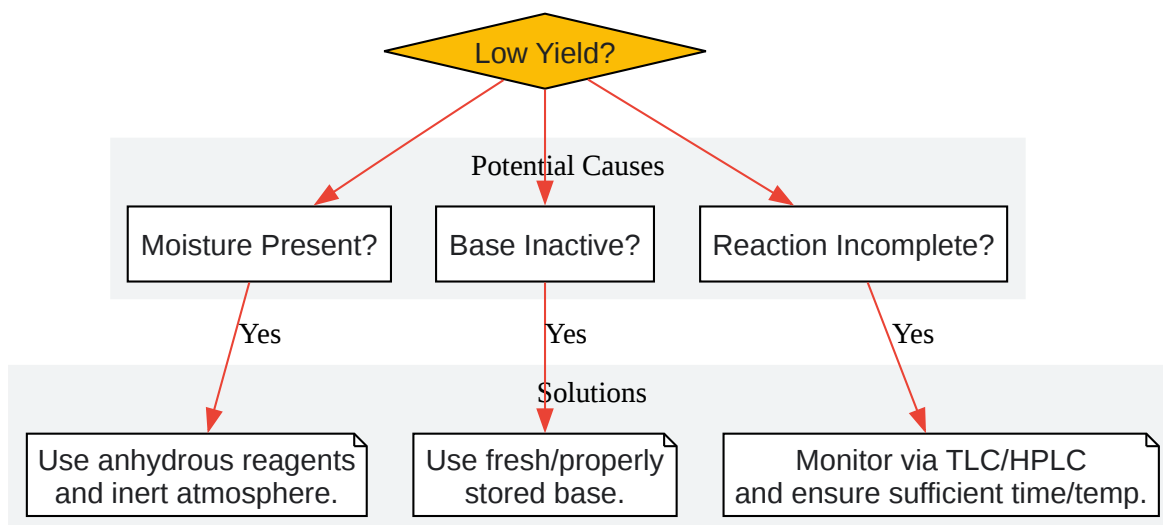 Low Yield?
Potential Causes
Moisture Present?
Base Inactive?
Reaction Incomplete?
Yes
Yes
Yes
Solutions
Use anhydrous reagents
and inert atmosphere.
Use fresh/properly
stored base.
Monitor via TLC/HPLC
and ensure sufficient time/temp.